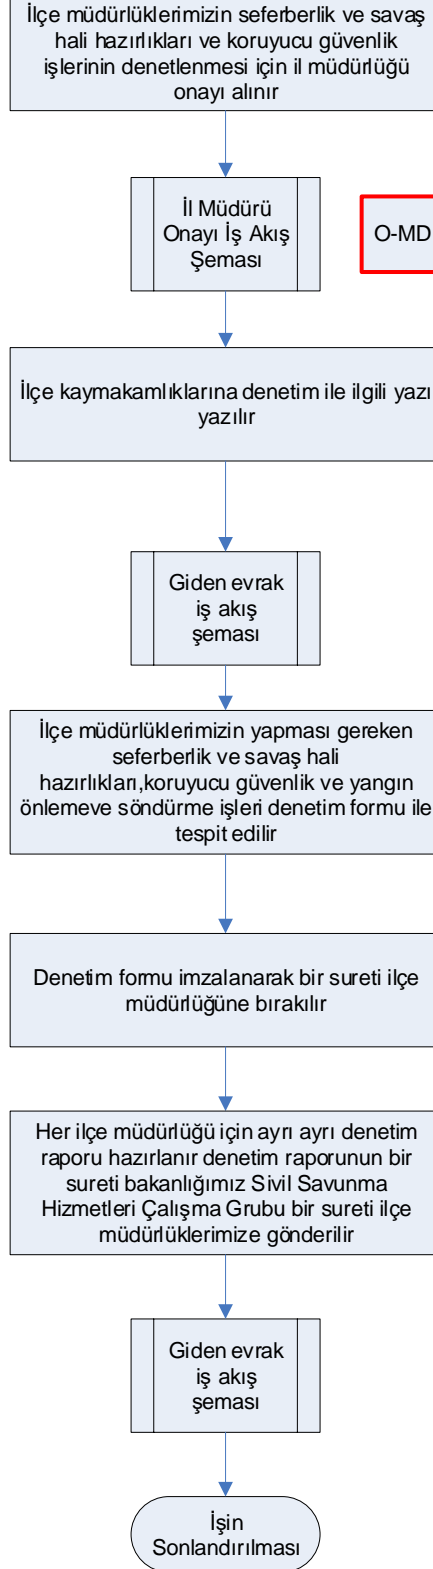 İlçe müdürlüklerimizin seferberlik ve savaş
hali hazırlıkları ve koruyucu güvenlik
işlerinin denetlenmesi için il müdürlüğü
onayı alınır
İl Müdürü
Onayı İş Akış
Şeması
O-MD
İlçe kaymakamlıklarına denetim ile ilgili yazı
yazılır
Giden evrak
iş akış
şeması
İlçe müdürlüklerimizin yapması gereken
seferberlik ve savaş hali
hazırlıkları,koruyucu güvenlik ve yangın
önlemeve söndürme işleri denetim formu ile
tespit edilir
Denetim formu imzalanarak bir sureti ilçe
müdürlüğüne bırakılır
Her ilçe müdürlüğü için ayrı ayrı denetim
raporu hazırlanır denetim raporunun bir
sureti bakanlığımız Sivil Savunma
Hizmetleri Çalışma Grubu bir sureti ilçe
müdürlüklerimize gönderilir
Giden evrak
iş akış
şeması
İşin
Sonlandırılması